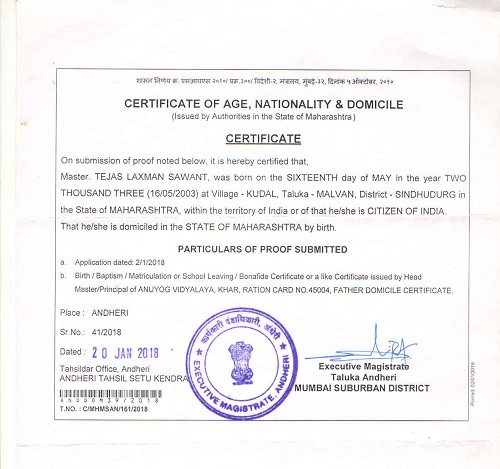 शासन निर्णय क्र. एमआयएस २०१०/ प्रक्र.३००/ विदेशी-२, मंत्रालय, मुंबई-३२, दिनांक ५ ऑक्टोबर, २०१०
CERTIFICATE OF AGE, NATIONALITY & DOMICILE
(Issued by Authorities in the State of Maharashtra )
CERTIFICATE
On submission of proof noted below, it is hereby certified that,
Master. TEJAS LAXMAN SAWANT, was born on the SIXTEENTH day of MAY in the year TWO
THOUSAND THREE (16/05/2003) at Village - KUDAL, Taluka - MALVAN, District - SINDHUDURG in
the State of MAHARASHTRA, within the territory of India or of that he/she is CITIZEN OF INDIA.
That he/she is domiciled in the STATE OF MAHARASHTRA by birth.
PARTICULARS OF PROOF SUBMITTED
a. Application dated: 2/1/2018
b. Birth / Baptism / Matriculation or School Leaving / Bonafide Certificate or a like Certificate issued by Head
Master/Principal of ANUYOG VIDYALAYA, KHAR, RATION CARD NO.45004, FATHER DOMICILE CERTIFICATE.
Place : ANDHERI
Sr.No.: 41/2018
Dated : 20 JAN 2018
Tahsildar Office, Andheri
ANDHERI TAHSIL SETU KENDRA
AN000M39/2018
T.NO. : C/MHMSAN/161/2018
कार्यकारी दंडाधिकारी, अंधेरी
EXECUTIVE MAGISTRATE, ANDHERI
Executive Magistrate
Taluka Andheri
MUMBAI SUBURBAN DISTRICT